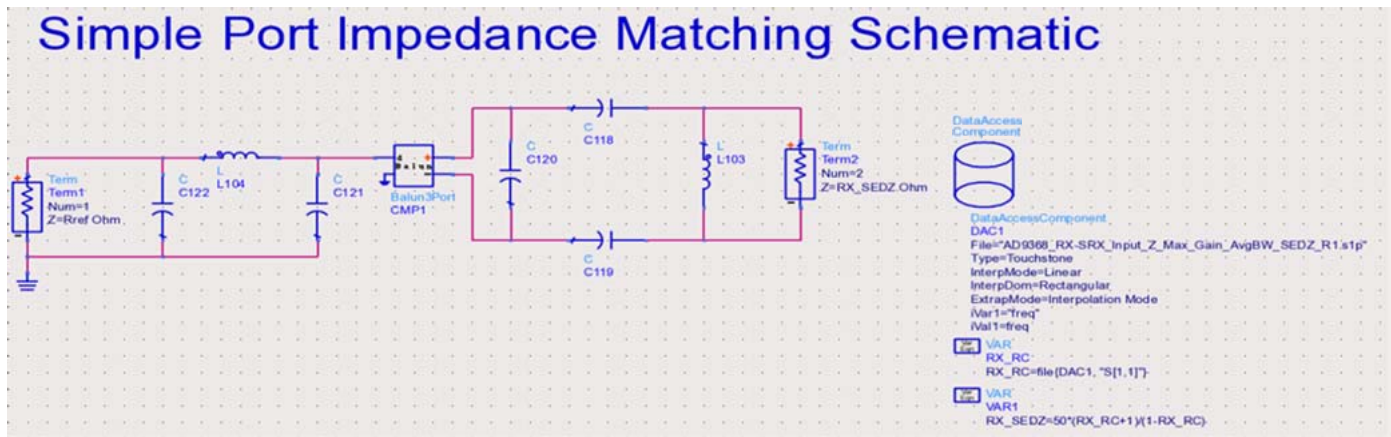 Simple Port Impedance Matching Schematic
Term
Term1
Num=1
Z=Rref Ohm
C
C122
L
L104
C
C121
Balun3Port
CMP1
C
C120
C
C118
C
C119
L
L103
Term
Term2
Num=2
Z=RX_SEDZ Ohm
DataAccess
Component
DataAccessComponent
DAC1
File="AD9368_RX-SRX_Input_Z_Max_Gain_AvgBW_SEDZ_R1.s1p"
Type=Touchstone
InterpMode=Linear
InterpDom=Rectangular
ExtrapMode=Interpolation Mode
iVar1="freq"
iVal1=freq
VAR
RX_RC
RX_RC=file{DAC1, "S[1,1]"}
VAR
VAR1
RX_SEDZ=50*(RX_RC+1)/(1-RX_RC)